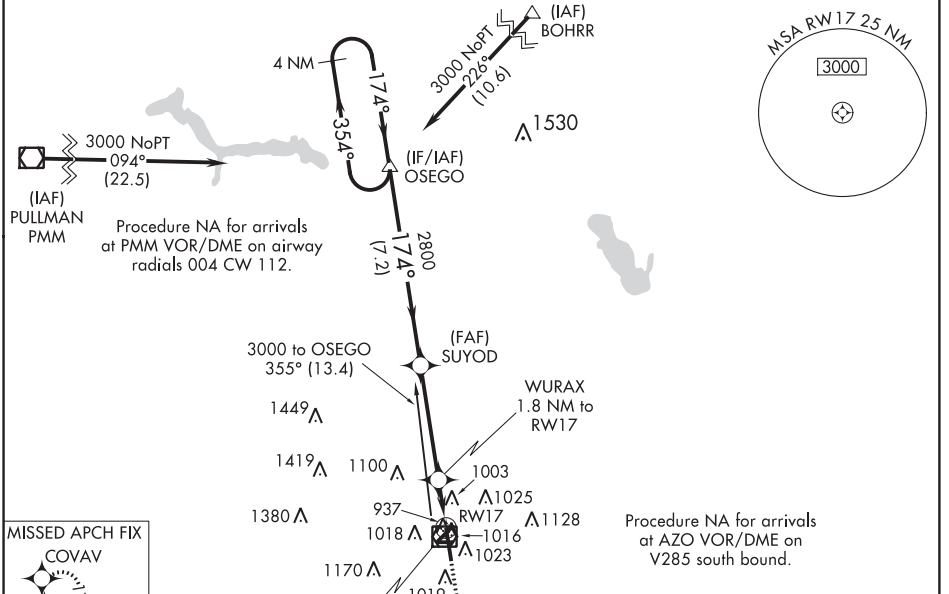 (IAF)
BOHRR
MSA RW17 25 NM
3000
4 NM
174°
354°
3000 NoPT
226°
(10.6)
1530
3000 NoPT
094°
(22.5)
(IF/IAF)
OSEGO
(IAF)
PULLMAN
PMM
Procedure NA for arrivals
at PMM VOR/DME on airway
radials 004 CW 112.
2800
174°
(7.2)
(FAF)
SUYOD
3000 to OSEGO
355° (13.4)
WURAX
1.8 NM to
RW17
1449
1419
1100
1003
1025
1380
937
RW17
1128
1018
1016
1023
1170
1019
Procedure NA for arrivals
at AZO VOR/DME on
V285 south bound.
MISSED APCH FIX
COVAV